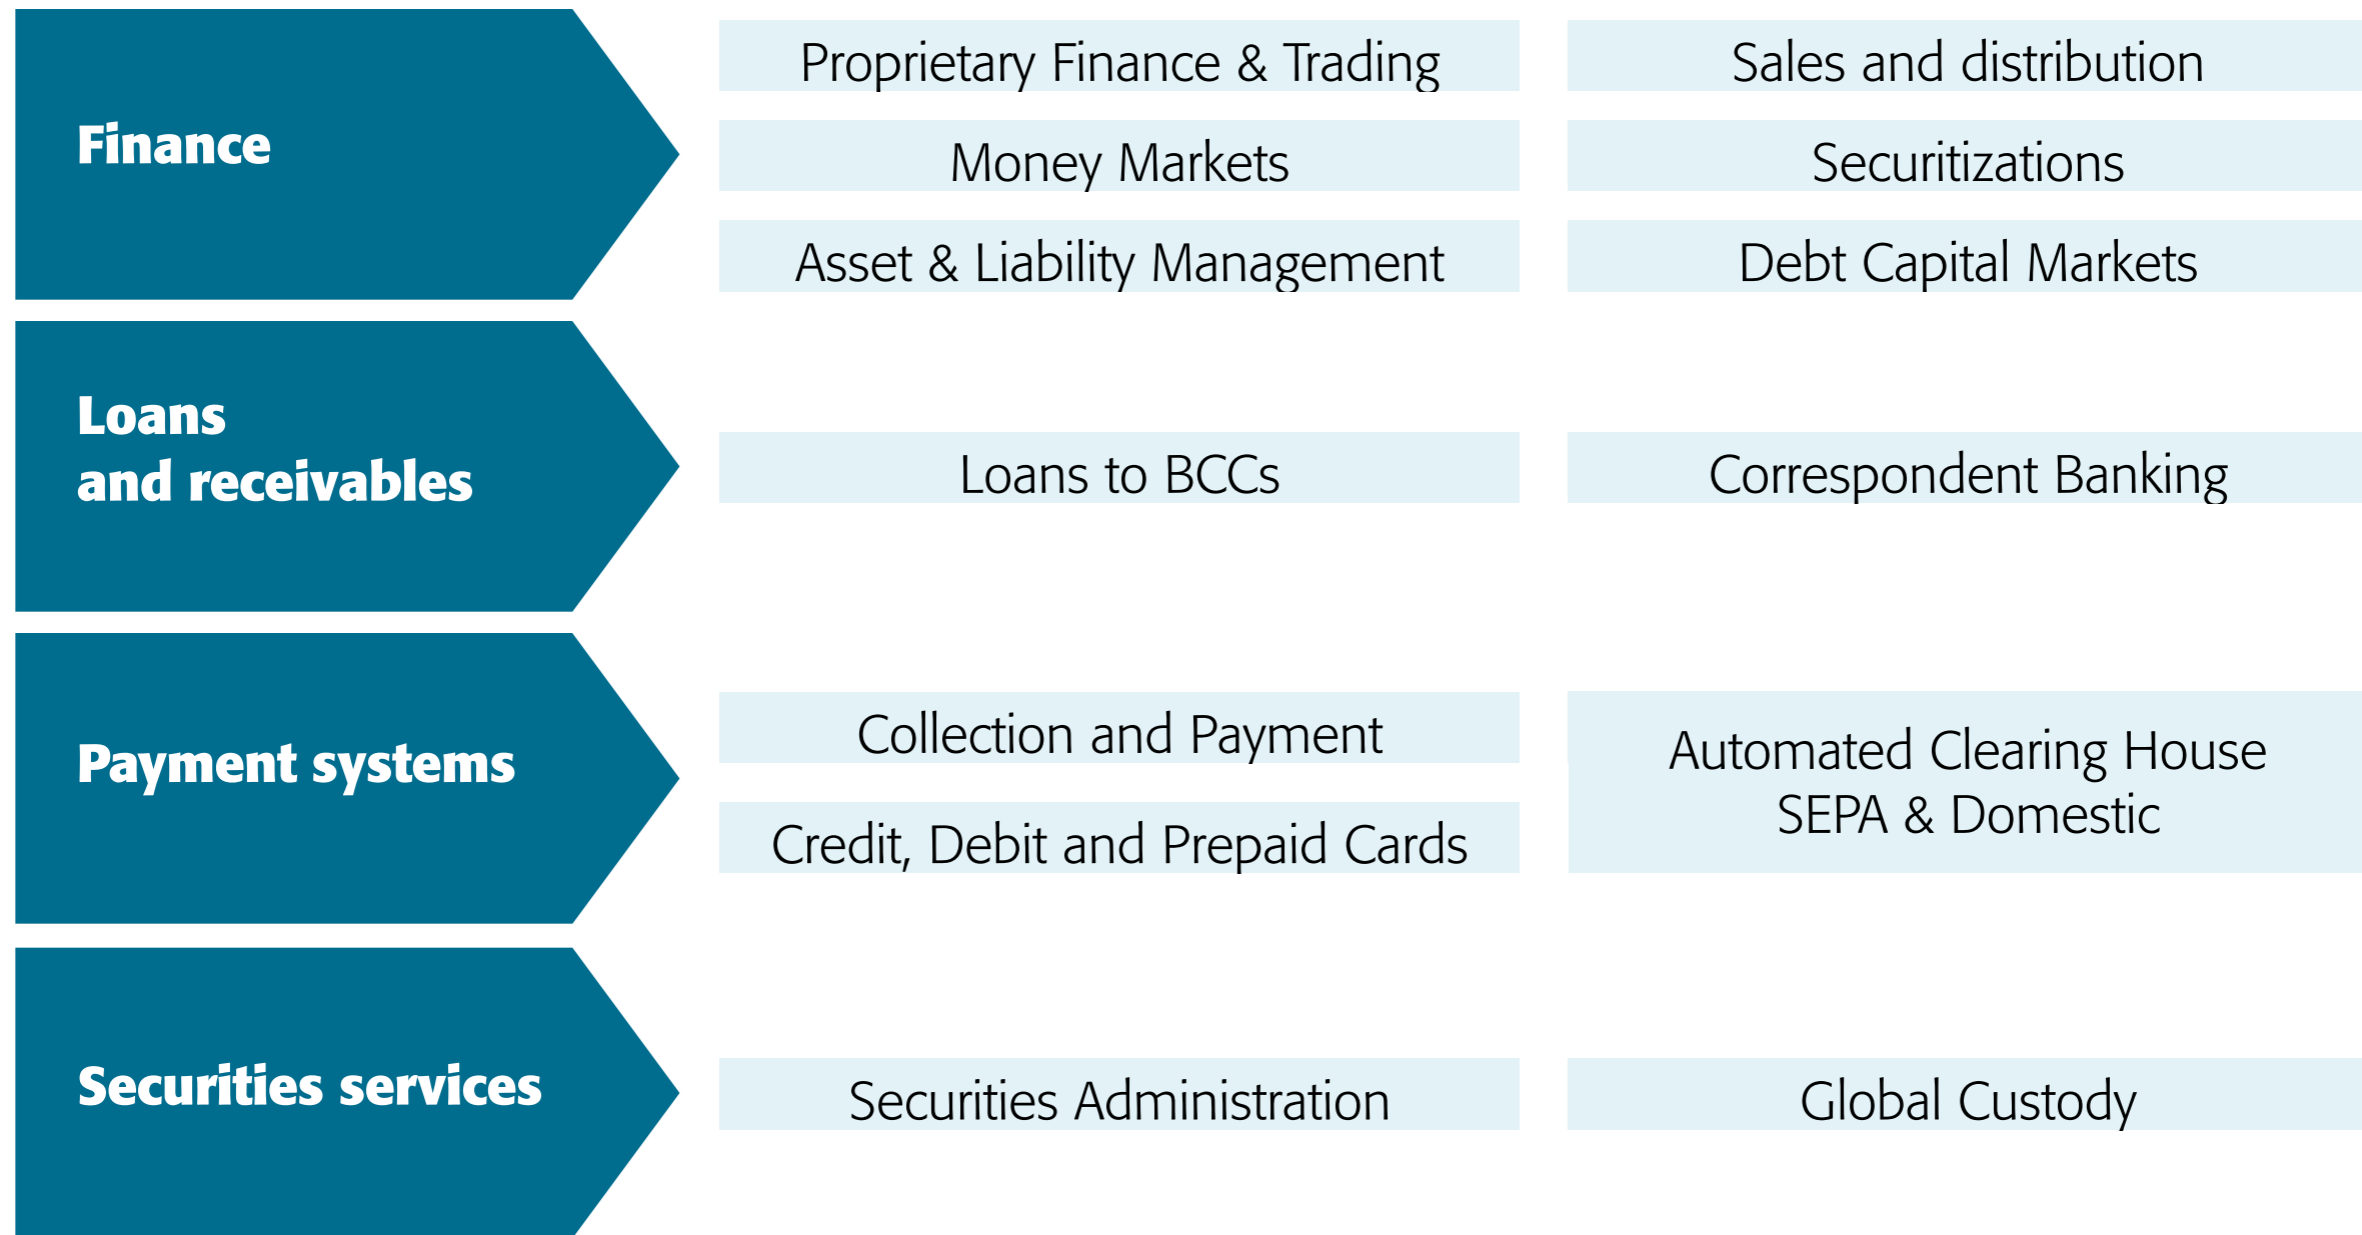 Finance
Proprietary Finance & Trading
Sales and distribution
Money Markets
Securitizations
Asset & Liability Management
Debt Capital Markets
Loans
and receivables
Loans to BCCs
Correspondent Banking
Payment systems
Collection and Payment
Credit, Debit and Prepaid Cards
Automated Clearing House
SEPA & Domestic
Securities services
Securities Administration
Global Custody